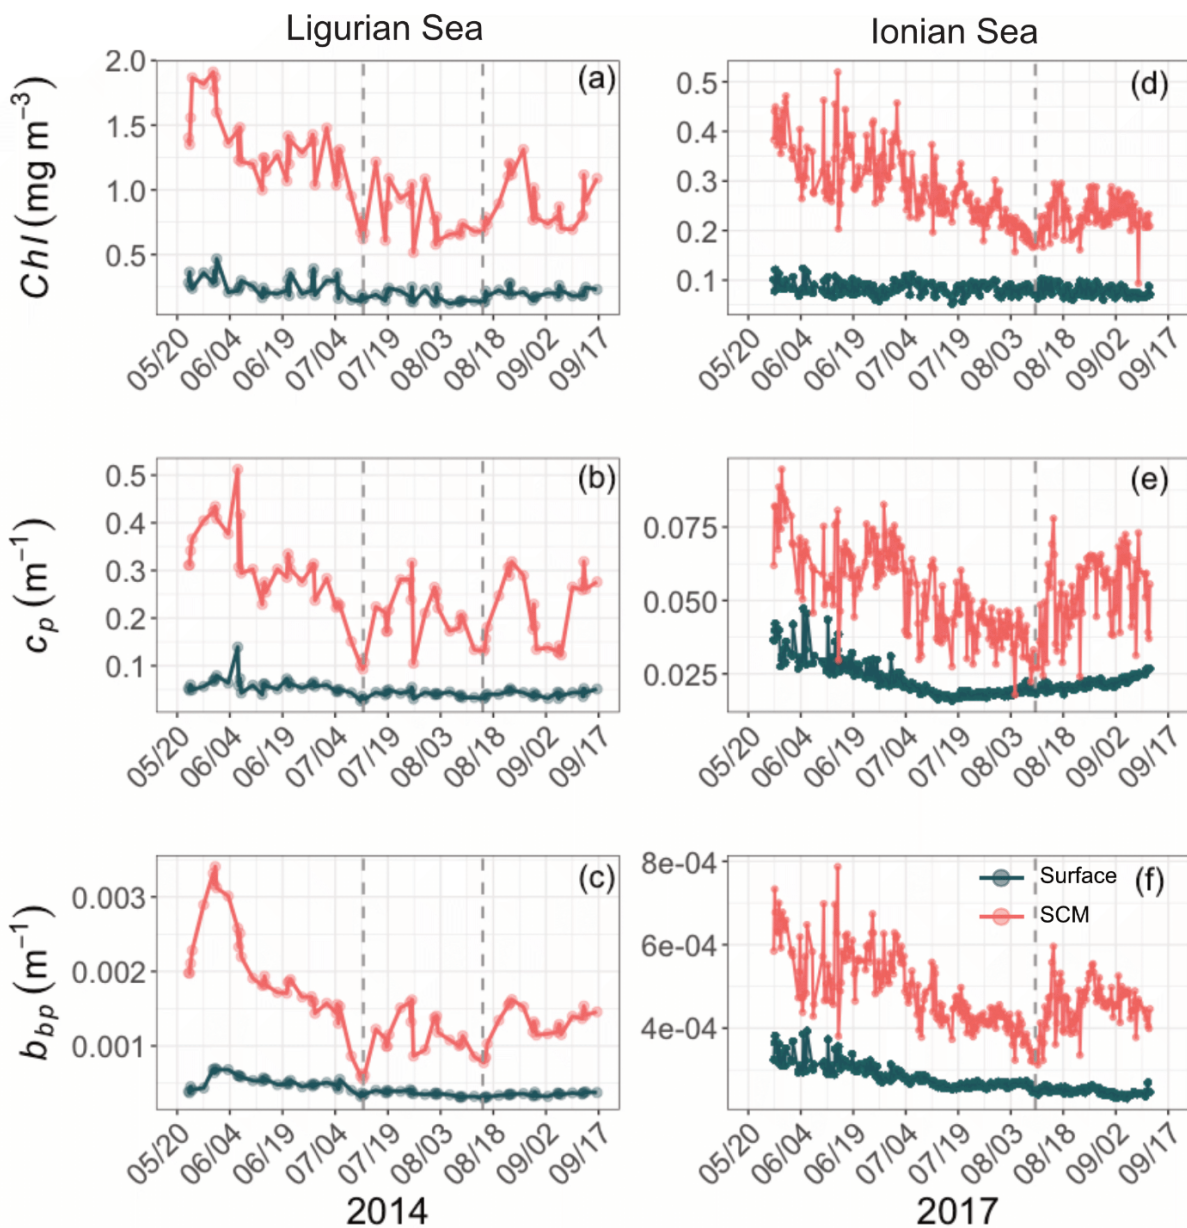 Ligurian Sea
Ionian Sea
Chl (mg m⁻³)
2.0
1.5
1.0
0.5
(a)
05/20 06/04 06/19 07/04 07/19 08/03 08/18 09/02 09/17
0.5
0.4
0.3
0.2
0.1
(d)
05/20 06/04 06/19 07/04 07/19 08/03 08/18 09/02 09/17
cₚ (m⁻¹)
0.5
0.4
0.3
0.2
0.1
(b)
05/20 06/04 06/19 07/04 07/19 08/03 08/18 09/02 09/17
0.075
0.050
0.025
(e)
05/20 06/04 06/19 07/04 07/19 08/03 08/18 09/02 09/17
b_bp (m⁻¹)
0.003
0.002
0.001
(c)
05/20 06/04 06/19 07/04 07/19 08/03 08/18 09/02 09/17
2014
8e-04
6e-04
4e-04
Surface
SCM
(f)
05/20 06/04 06/19 07/04 07/19 08/03 08/18 09/02 09/17
2017